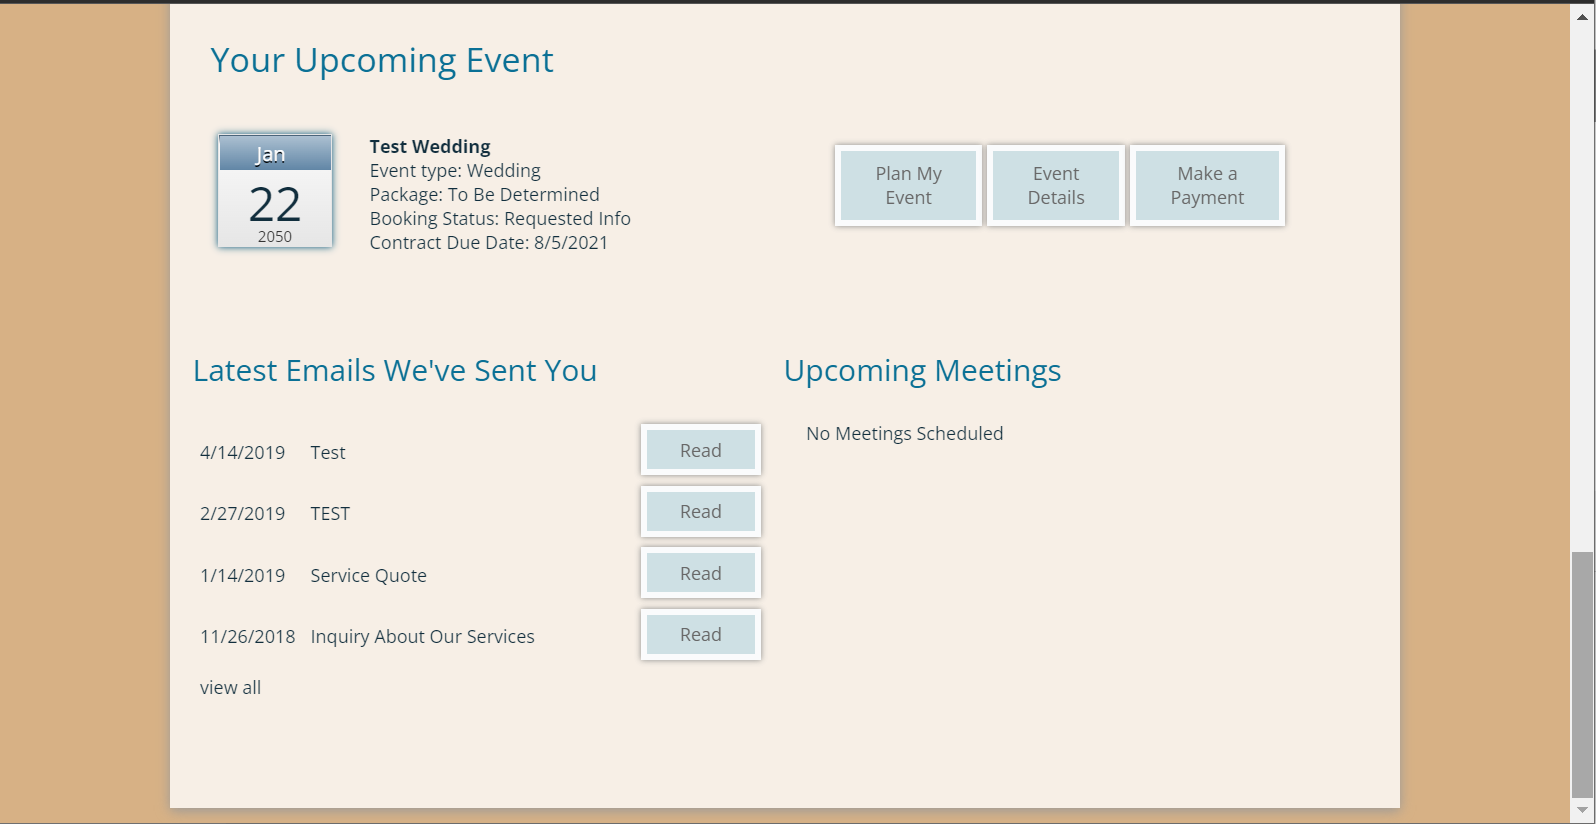 Your Upcoming Event
Jan
22
2050
Test Wedding
Event type: Wedding
Package: To Be Determined
Booking Status: Requested Info
Contract Due Date: 8/5/2021
Plan My
Event
Event
Details
Make a
Payment
Latest Emails We've Sent You
4/14/2019 Test Read
2/27/2019 TEST Read
1/14/2019 Service Quote Read
11/26/2018 Inquiry About Our Services Read
view all
Upcoming Meetings
No Meetings Scheduled